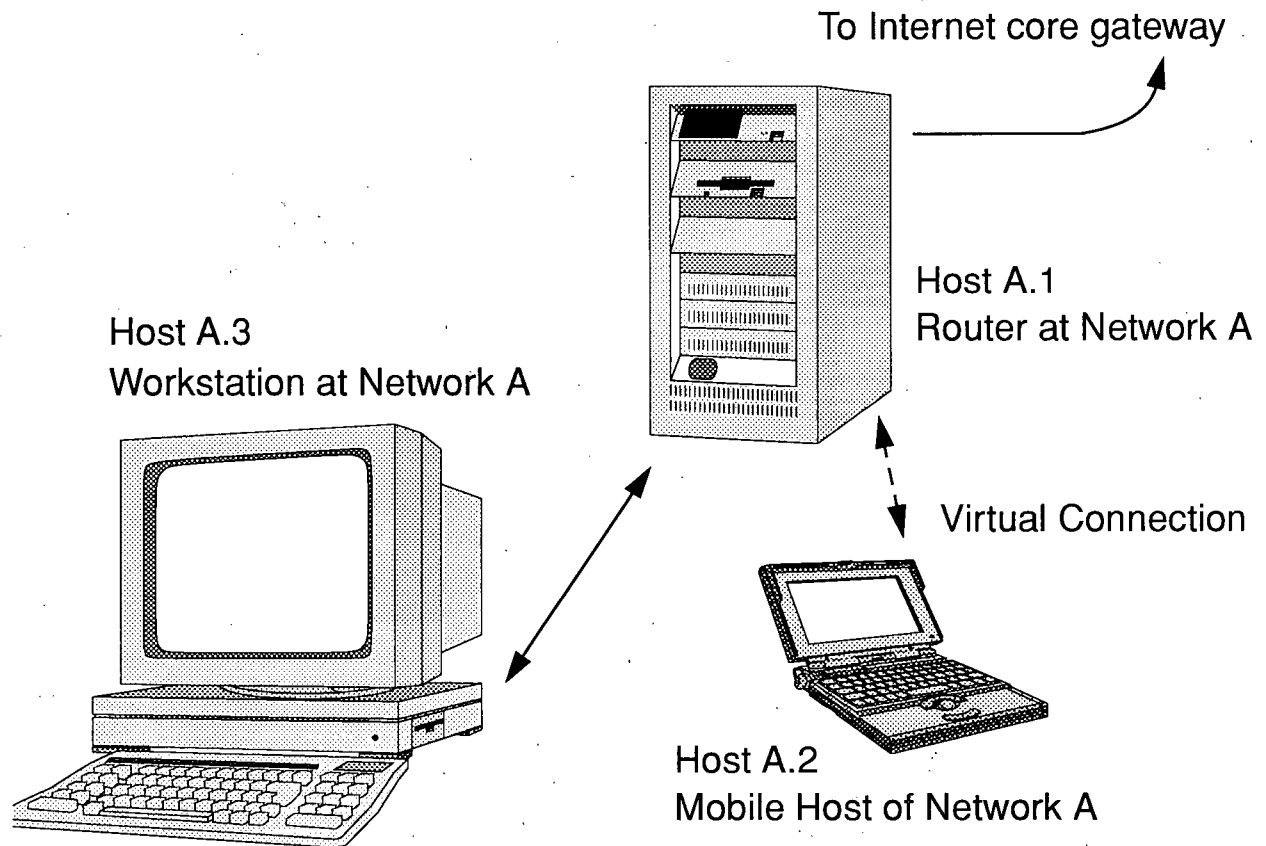 To Internet core gateway
Host A.1
Router at Network A
Host A.3
Workstation at Network A
Virtual Connection
Host A.2
Mobile Host of Network A